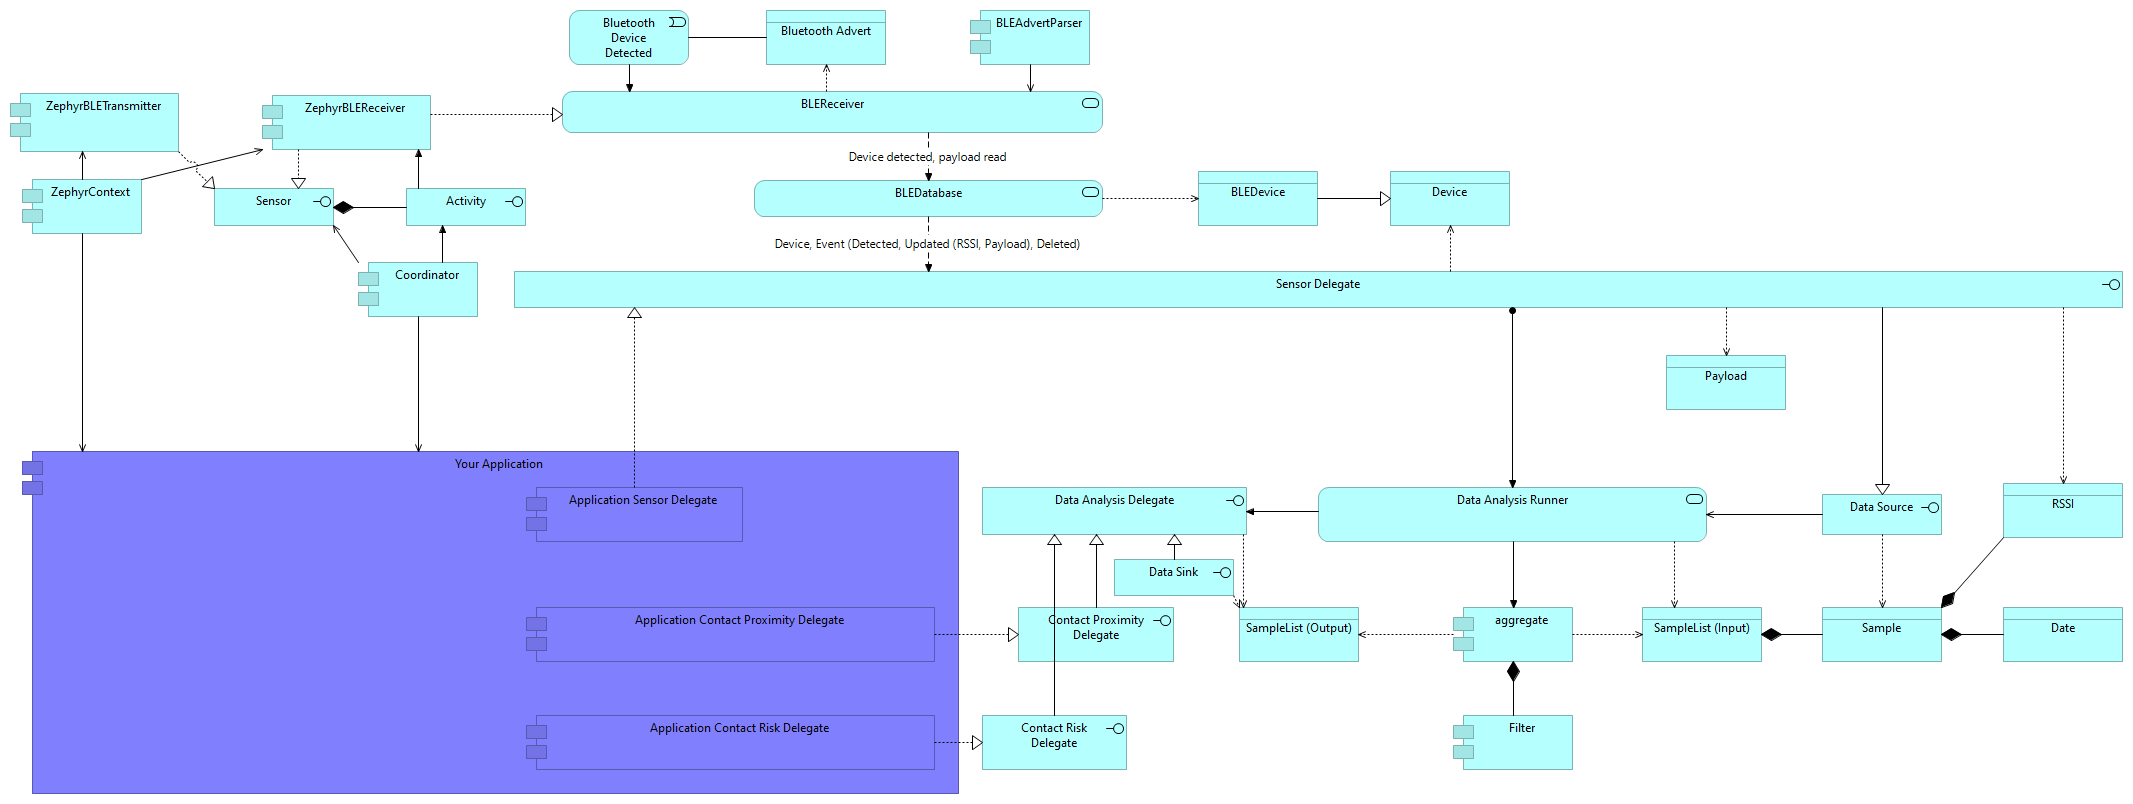 Bluetooth
Device
Detected
Bluetooth Advert
BLEAdvertParser
ZephyrBLETransmitter
ZephyrBLEReceiver
BLEReceiver
Device detected, payload read
ZephyrContext
Sensor
Activity
BLEDatabase
BLEDevice
Device
Device, Event (Detected, Updated (RSSI, Payload), Deleted)
Coordinator
Sensor Delegate
Payload
Your Application
Application Sensor Delegate
Data Analysis Delegate
Data Analysis Runner
Data Source
RSSI
Data Sink
Application Contact Proximity Delegate
Contact Proximity
Delegate
SampleList (Output)
aggregate
SampleList (Input)
Sample
Date
Application Contact Risk Delegate
Contact Risk
Delegate
Filter